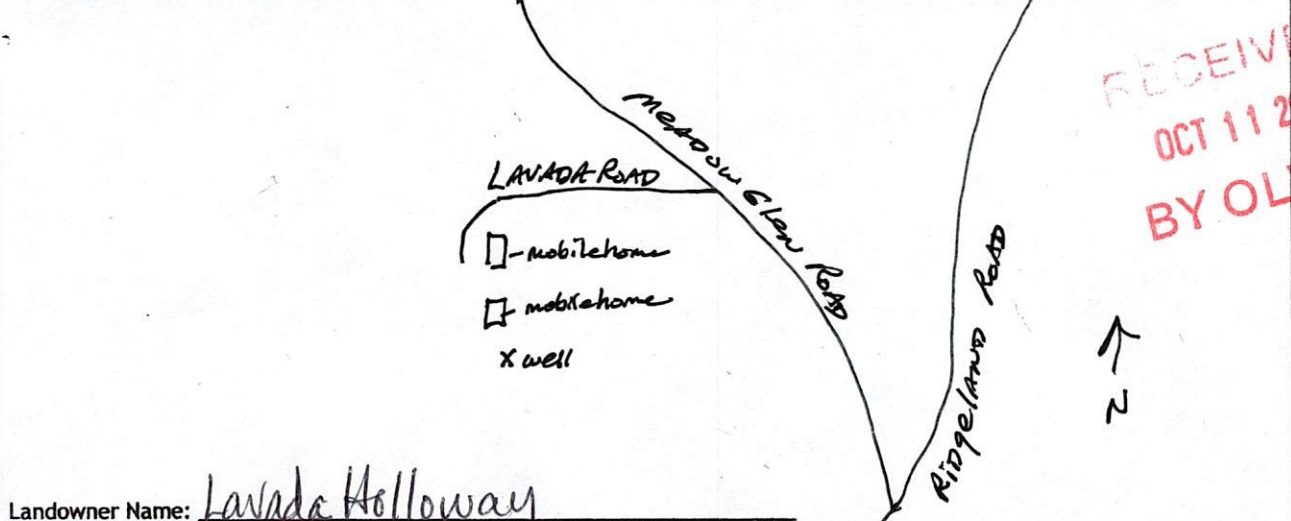 RECEIV
OCT 11 2
BY OL
MEADOW Glen ROAD
LAVADA ROAD
- mobilehome
- mobilehome
x well
Ridgeland ROAD
N
Landowner Name: Lavada Holloway